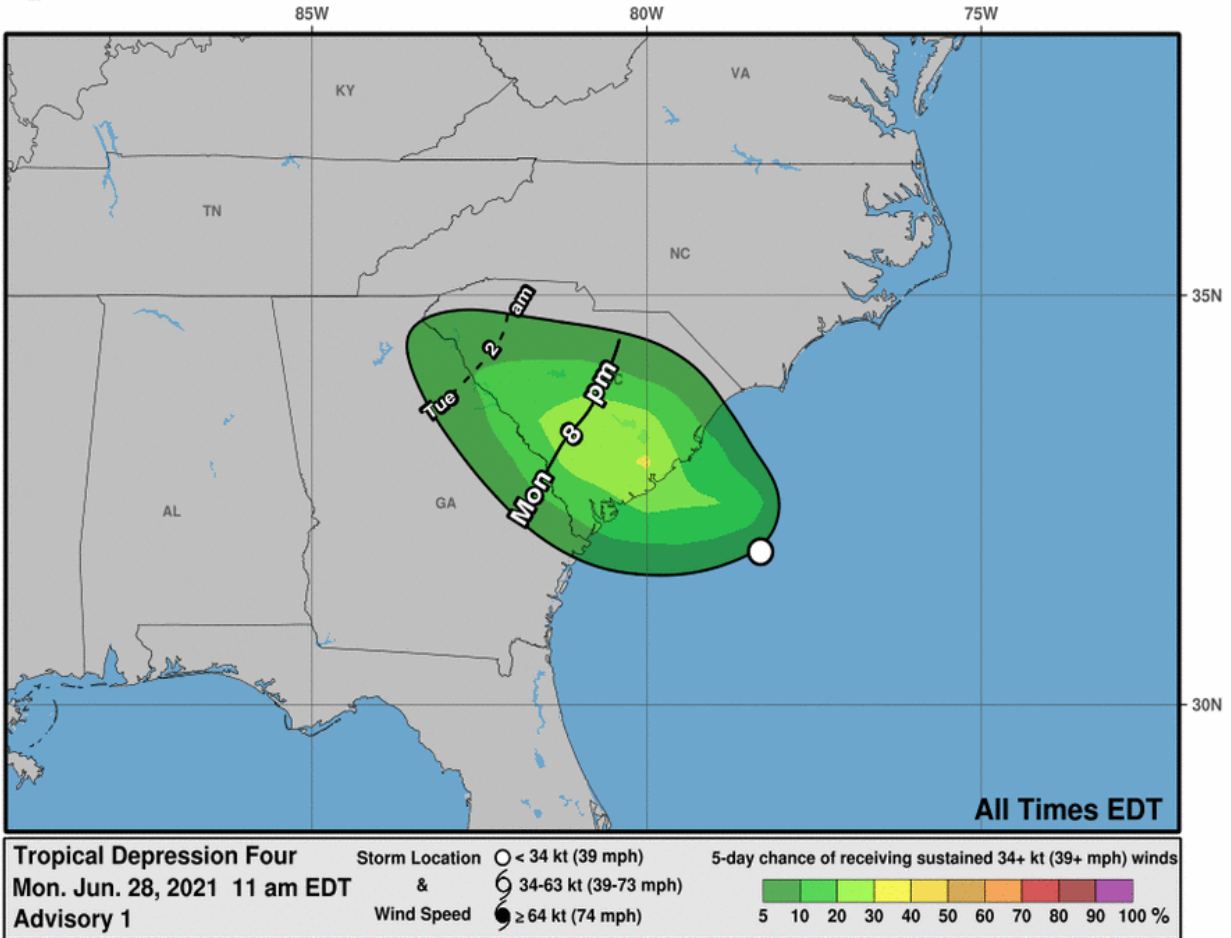 85W 80W 75W
KY
VA
TN
NC
35N
am
2
Tue
pm
C
8
Mon
GA
AL
30N
All Times EDT
Tropical Depression Four
Mon. Jun. 28, 2021 11 am EDT
Advisory 1
Storm Location
&
Wind Speed
< 34 kt (39 mph)
34-63 kt (39-73 mph)
≥ 64 kt (74 mph)
5-day chance of receiving sustained 34+ kt (39+ mph) winds
5 10 20 30 40 50 60 70 80 90 100 %